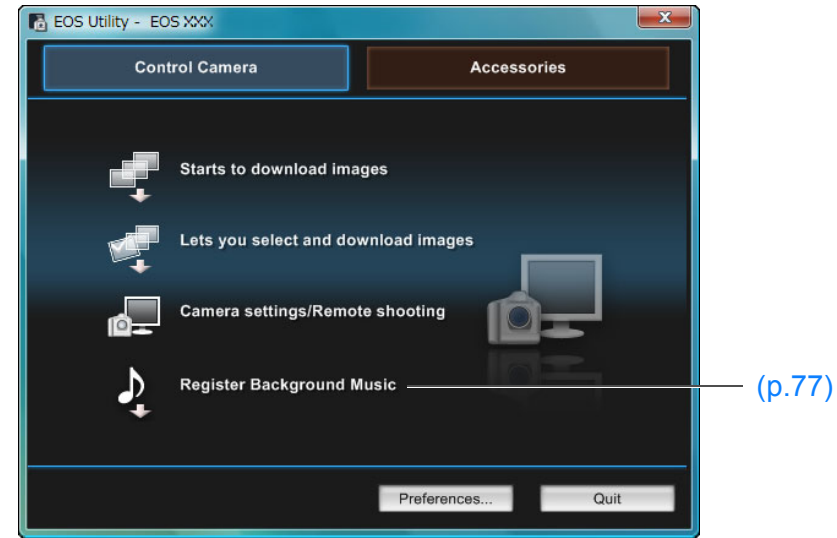 EOS Utility - EOS XXX
Control Camera
Accessories
Starts to download images
Lets you select and download images
Camera settings/Remote shooting
Register Background Music
(p.77)
Preferences...
Quit